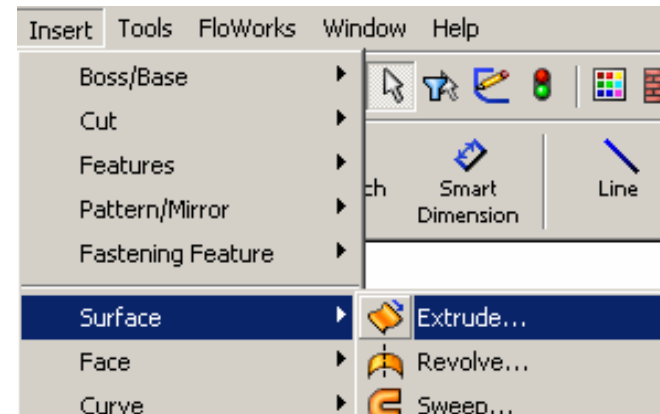 Insert Tools FloWorks Window Help
Boss/Base
Cut
Features
Pattern/Mirror
Fastening Feature
Smart
Dimension
Line
Surface
Extrude...
Face
Revolve...
Curve
Sweep...